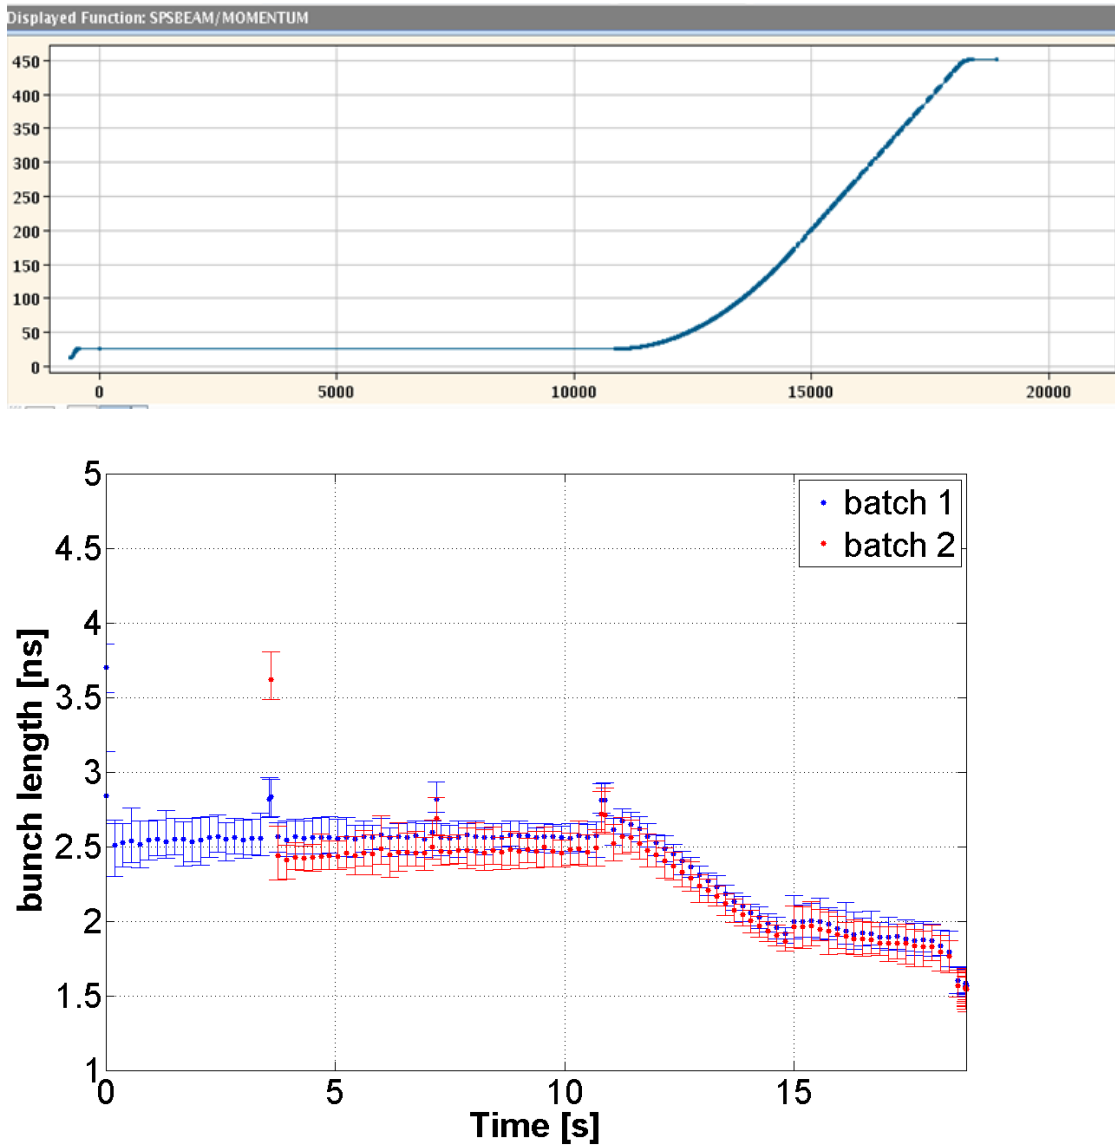 Displayed Function: SPSBEAM/MOMENTUM
450
400
350
300
250
200
150
100
50
0
0 5000 10000 15000 20000
5
4.5
4
3.5
3
2.5
2
1.5
1
bunch length [ns]
batch 1
batch 2
0 5 10 15
Time [s]